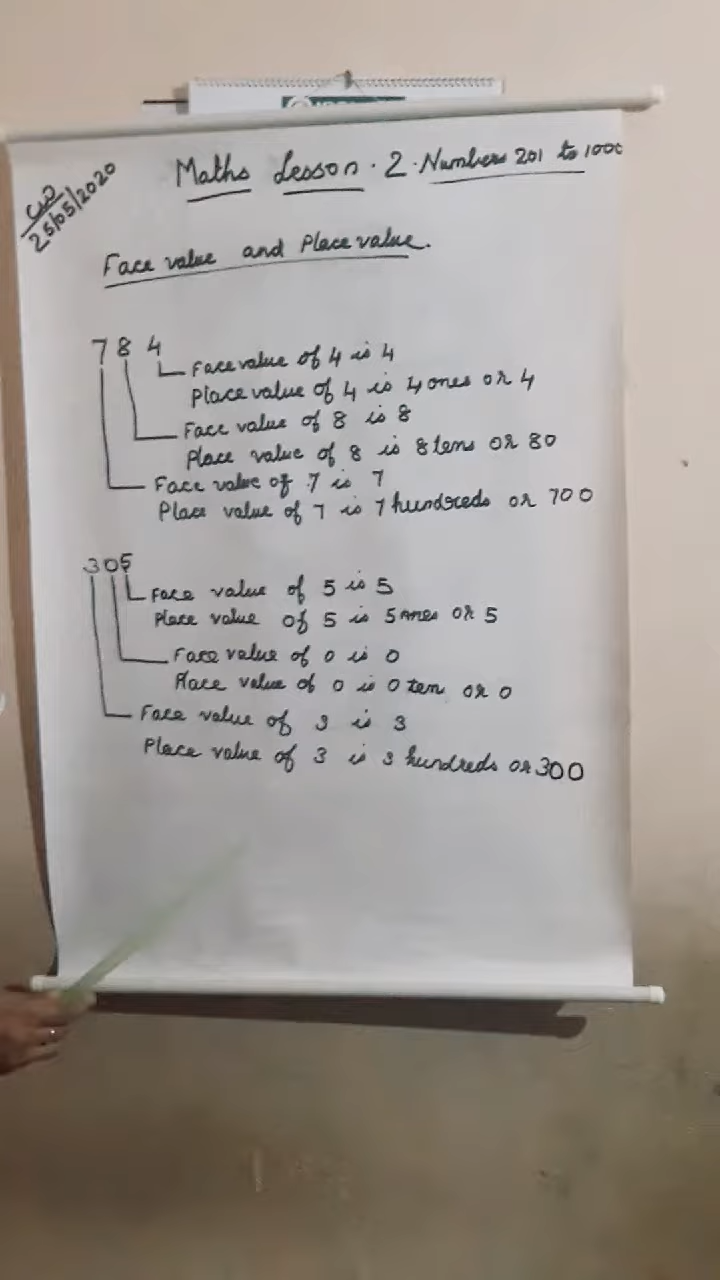 Maths Lesson . 2 . Numbers 201 to 1000
CW
25/05/2020
Face value and Place value.
7 8 4
Face value of 4 is 4
Place value of 4 is 4 ones or 4
Face value of 8 is 8
Place value of 8 is 8 tens or 80
Face value of 7 is 7
Place value of 7 is 7 hundreds or 700
305
Face value of 5 is 5
Place value of 5 is 5 ones or 5
Face value of 0 is 0
Place value of 0 is 0 tens or 0
Face value of 3 is 3
Place value of 3 is 3 hundreds or 300